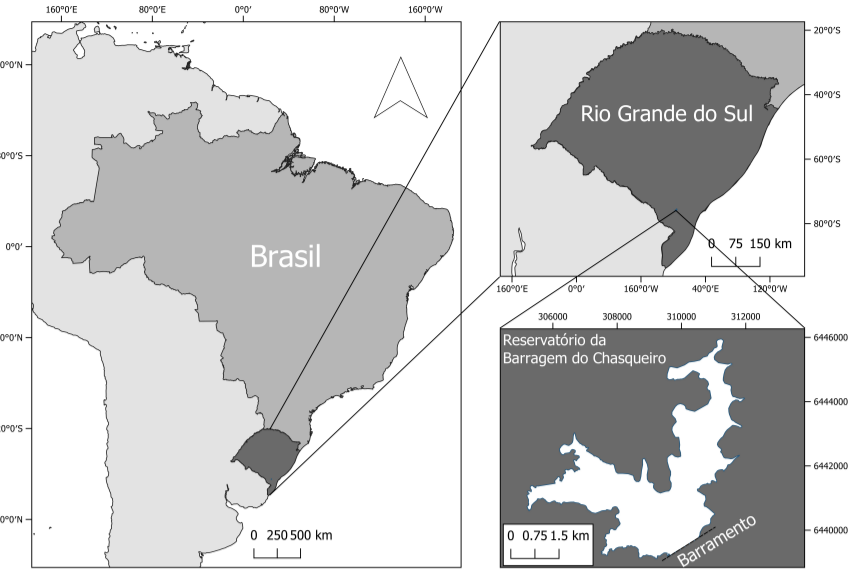 160°0'E 80°0'E 0°0' 80°0'W 160°0'W
0°0'N
0°0'S
0°0'
0°0'N
0°0'S
0°0'N
Brasil
0 250 500 km
20°0'S
40°0'S
60°0'S
80°0'S
Rio Grande do Sul
0 75 150 km
160°0'E 0°0' 160°0'W 40°0'E 120°0'W
306000 308000 310000 312000
Reservatório da
Barragem do Chasqueiro
6446000
6444000
6442000
6440000
0 0.75 1.5 km
Barramento